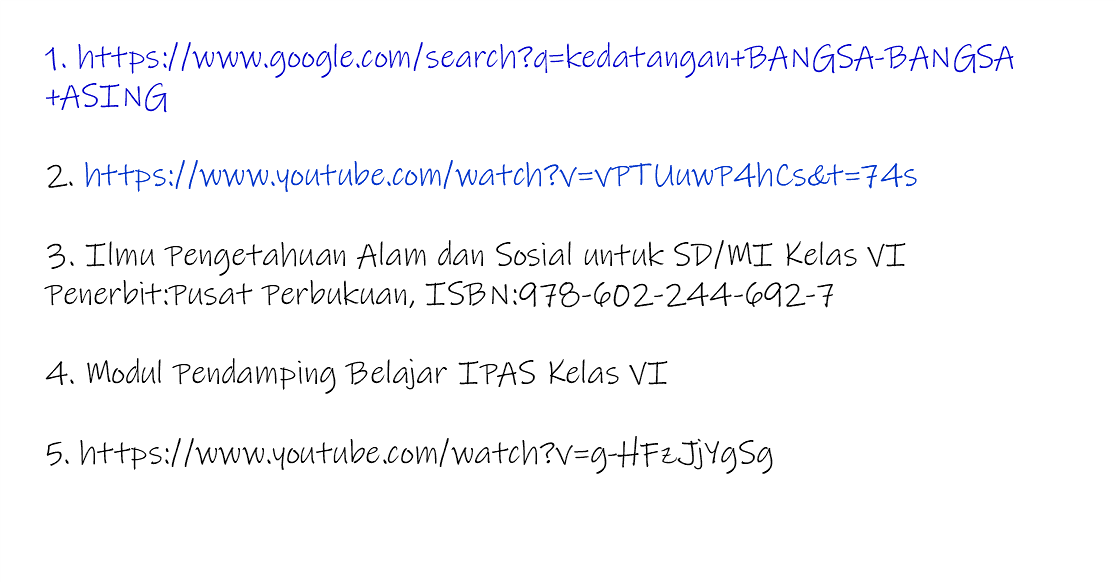 1. https://www.google.com/search?q=kedatangan+BANGSA-BANGSA
+ASING
2. https://www.youtube.com/watch?v=vPTUuwP4hCs&t=74s
3. Ilmu Pengetahuan Alam dan Sosial untuk SD/MI Kelas VI
Penerbit:Pusat Perbukuan, ISBN:978-602-244-692-7
4. Modul Pendamping Belajar IPAS Kelas VI
5. https://www.youtube.com/watch?v=g-HFzJjYgSg